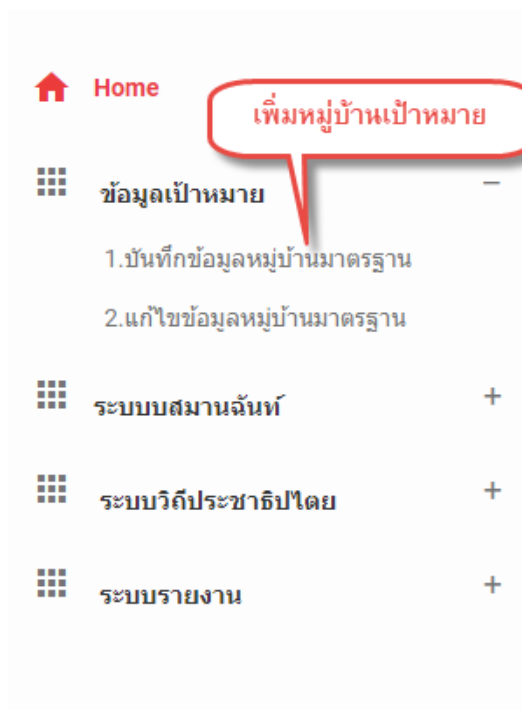 Home
เพิ่มหมู่บ้านเป้าหมาย
ข้อมูลเป้าหมาย
1.บันทึกข้อมูลหมู่บ้านมาตรฐาน
2.แก้ไขข้อมูลหมู่บ้านมาตรฐาน
ระบบบสมานฉันท์
ระบบวิถีประชาธิปไตย
ระบบรายงาน